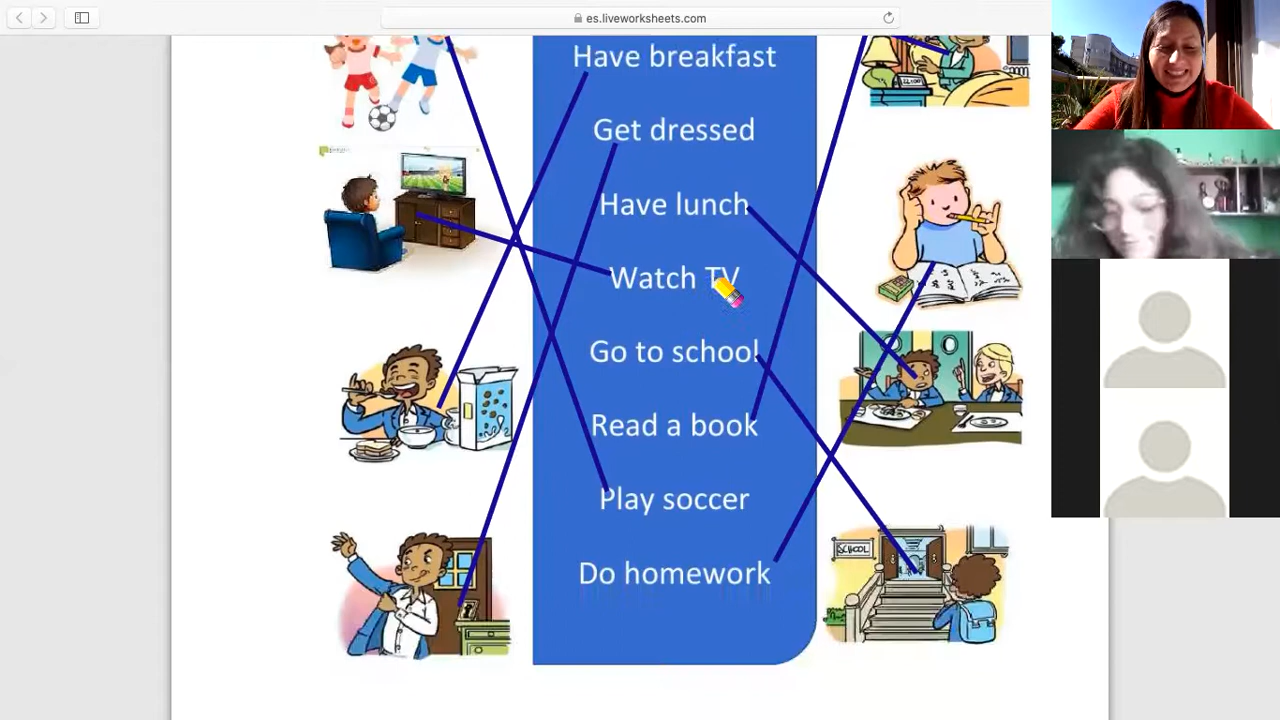 es.liveworksheets.com
Have breakfast
Get dressed
Have lunch
Watch TV
Go to school
Read a book
Play soccer
Do homework
SCHOOL